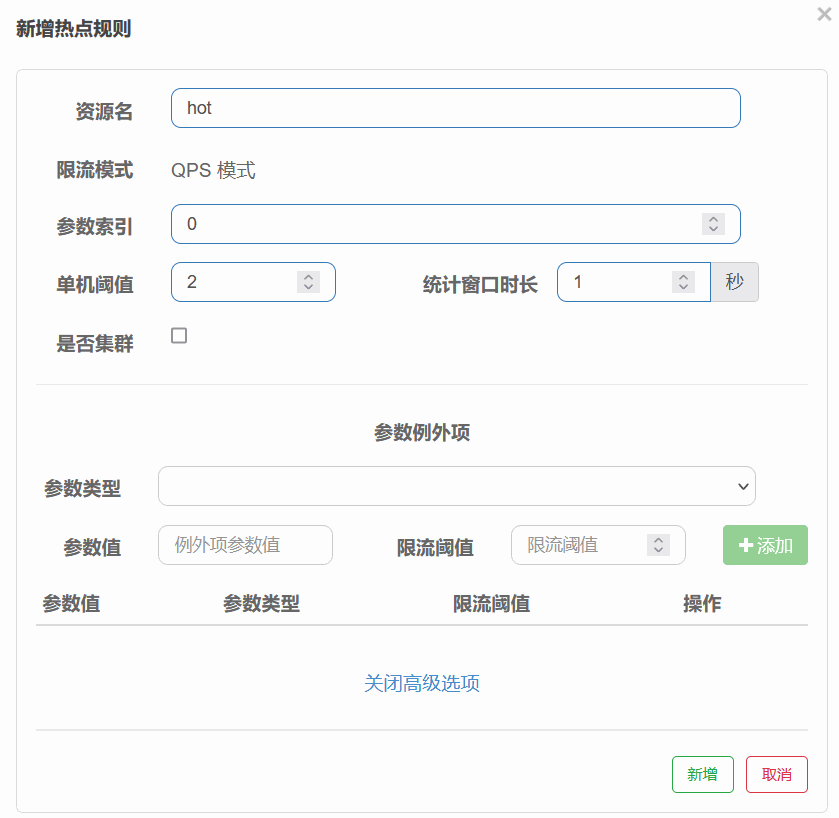 新增热点规则
×
资源名 hot
限流模式 QPS 模式
参数索引 0
单机阈值 2 统计窗口时长 1 秒
是否集群
参数例外项
参数类型
参数值 例外项参数值 限流阈值 限流阈值 +添加
参数值 参数类型 限流阈值 操作
关闭高级选项
新增 取消